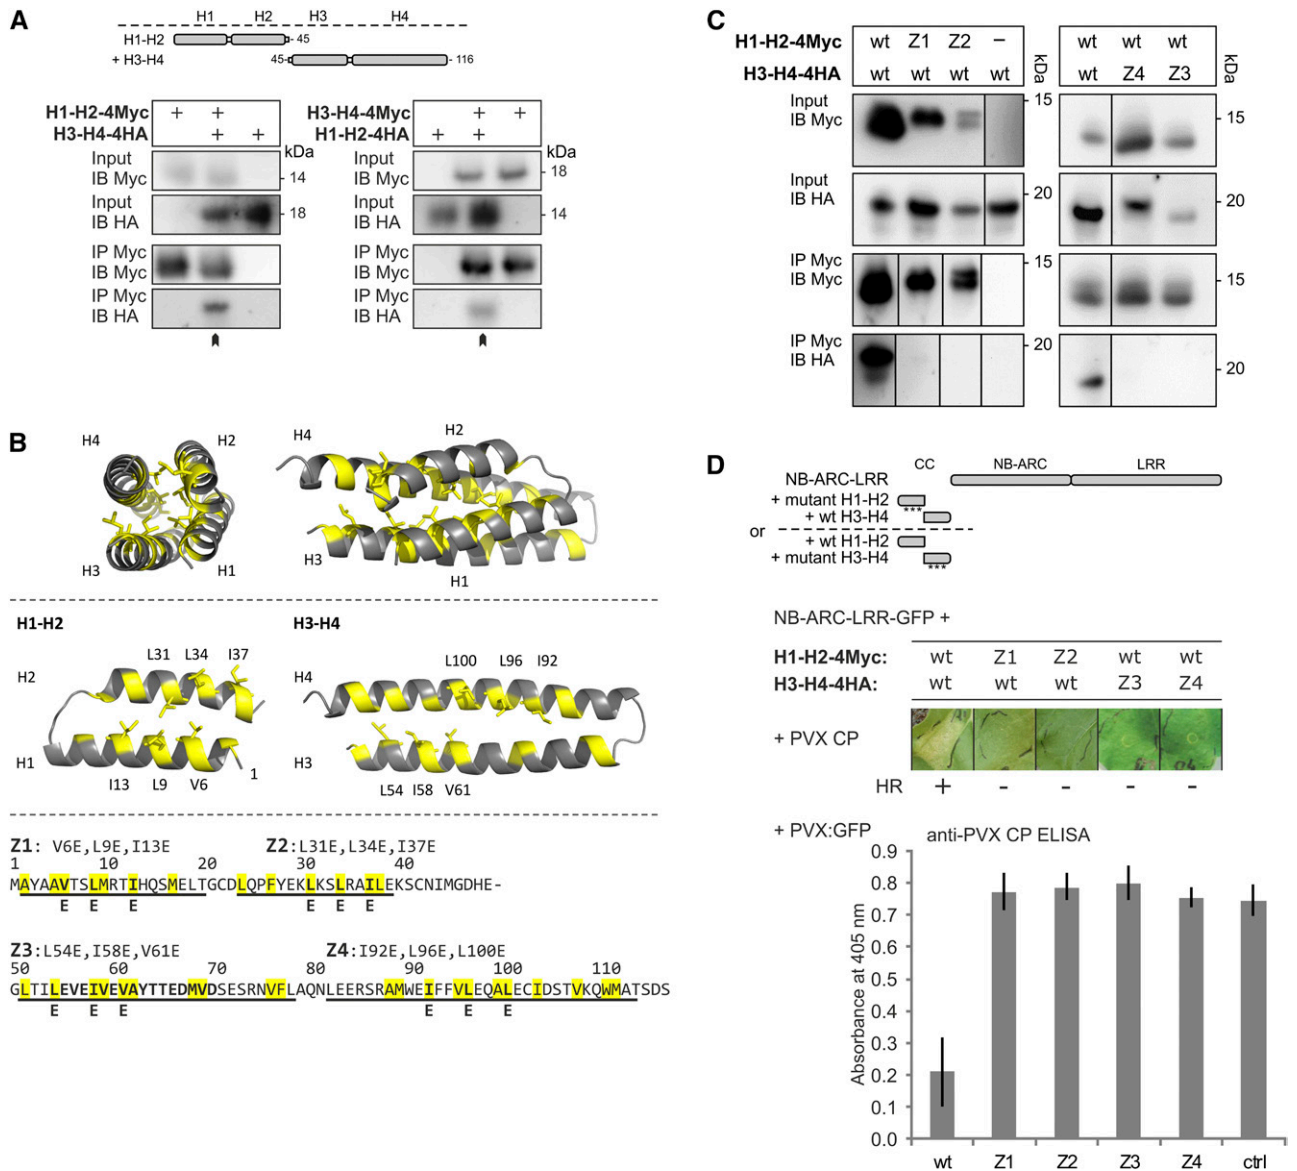 A
H1 H2 H3 H4
H1-H2 - 45
+ H3-H4 45- - 116
H1-H2-4Myc + +
H3-H4-4HA + +
kDa
Input
IB Myc - 14
Input
IB HA - 18
IP Myc
IB Myc
IP Myc
IB HA
H3-H4-4Myc + +
H1-H2-4HA + +
kDa
Input
IB Myc - 18
Input
IB HA - 14
IP Myc
IB Myc
IP Myc
IB HA
B
H4 H2
H3 H1
H4 H2
H3 H1
H1-H2
H2 L31 L34 I37
H1 I13 L9 V6 1
H3-H4
H4 L100 L96 I92
H3 L54 I58 V61
Z1: V6E,L9E,I13E Z2:L31E,L34E,I37E
1 10 20 30 40
MAYAAVTSLMRTIHQSMELTGCDLQPFYEKLKSLRAILEKSCNIMGDHE-
E E E E E E
Z3:L54E,I58E,V61E Z4:I92E,L96E,L100E
50 60 70 80 90 100 110
GLTILEVEIVEVAYTTEDMVDSESRNVFLAQNLEERSRAMWEIFFVLEQALECIDSTVKQWMATSDS
E E E E E E
C
H1-H2-4Myc wt Z1 Z2 –
H3-H4-4HA wt wt wt wt
kDa
wt wt wt
wt Z4 Z3
kDa
Input
IB Myc - 15 - 15
Input
IB HA - 20 - 20
IP Myc
IB Myc - 15 - 15
IP Myc
IB HA - 20 - 20
D
CC NB-ARC LRR
NB-ARC-LRR
+ mutant H1-H2
***
+ wt H3-H4
or
+ wt H1-H2
+ mutant H3-H4
***
NB-ARC-LRR-GFP +
H1-H2-4Myc: wt Z1 Z2 wt wt
H3-H4-4HA: wt wt wt Z3 Z4
+ PVX CP
HR + - - - -
+ PVX:GFP
anti-PVX CP ELISA
Absorbance at 405 nm
0.9
0.8
0.7
0.6
0.5
0.4
0.3
0.2
0.1
0.0
wt Z1 Z2 Z3 Z4 ctrl